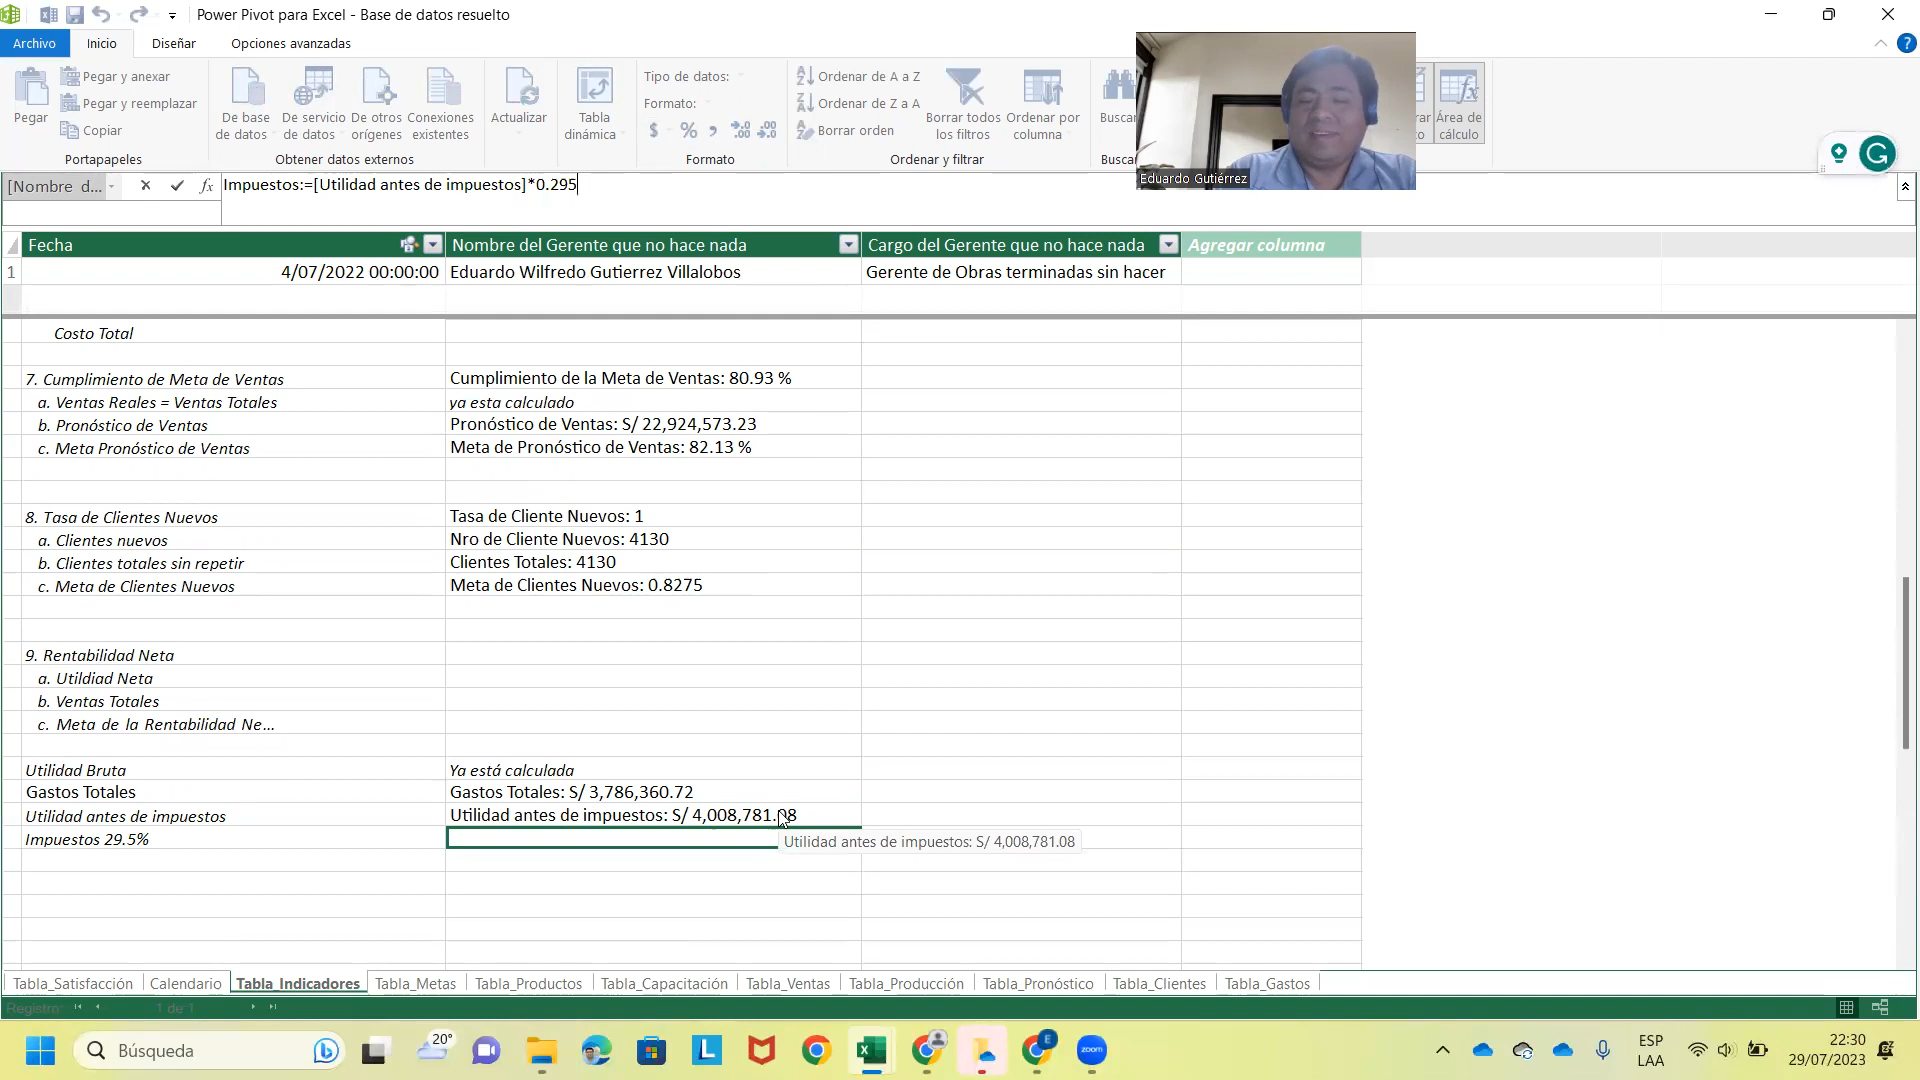 Power Pivot para Excel - Base de datos resuelto
Archivo
Inicio
Diseñar
Opciones avanzadas
Pegar
Pegar y anexar
Pegar y reemplazar
Copiar
Portapapeles
De base de datos
De servicio de datos
De otros orígenes
Conexiones existentes
Obtener datos externos
Actualizar
Tabla dinámica
Tipo de datos:
Formato:
$ % ,
Formato
Ordenar de A a Z
Ordenar de Z a A
Borrar orden
Borrar todos los filtros
Ordenar por columna
Ordenar y filtrar
Buscar
Buscar
Área de cálculo
Eduardo Gutiérrez
[Nombre d...
fx
Impuestos:=[Utilidad antes de impuestos]*0.295
Fecha
Nombre del Gerente que no hace nada
Cargo del Gerente que no hace nada
Agregar columna
1
4/07/2022 00:00:00
Eduardo Wilfredo Gutierrez Villalobos
Gerente de Obras terminadas sin hacer
Costo Total
7. Cumplimiento de Meta de Ventas
Cumplimiento de la Meta de Ventas: 80.93 %
a. Ventas Reales = Ventas Totales
ya esta calculado
b. Pronóstico de Ventas
Pronóstico de Ventas: S/ 22,924,573.23
c. Meta Pronóstico de Ventas
Meta de Pronóstico de Ventas: 82.13 %
8. Tasa de Clientes Nuevos
Tasa de Cliente Nuevos: 1
a. Clientes nuevos
Nro de Cliente Nuevos: 4130
b. Clientes totales sin repetir
Clientes Totales: 4130
c. Meta de Clientes Nuevos
Meta de Clientes Nuevos: 0.8275
9. Rentabilidad Neta
a. Utildiad Neta
b. Ventas Totales
c. Meta de la Rentabilidad Ne...
Utilidad Bruta
Ya está calculada
Gastos Totales
Gastos Totales: S/ 3,786,360.72
Utilidad antes de impuestos
Utilidad antes de impuestos: S/ 4,008,781.08
Impuestos 29.5%
Utilidad antes de impuestos: S/ 4,008,781.08
Tabla_Satisfacción
Calendario
Tabla_Indicadores
Tabla_Metas
Tabla_Productos
Tabla_Capacitación
Tabla_Ventas
Tabla_Producción
Tabla_Pronóstico
Tabla_Clientes
Tabla_Gastos
Registro:
1 de 1
Búsqueda
20°
zoom
ESP
LAA
22:30
29/07/2023